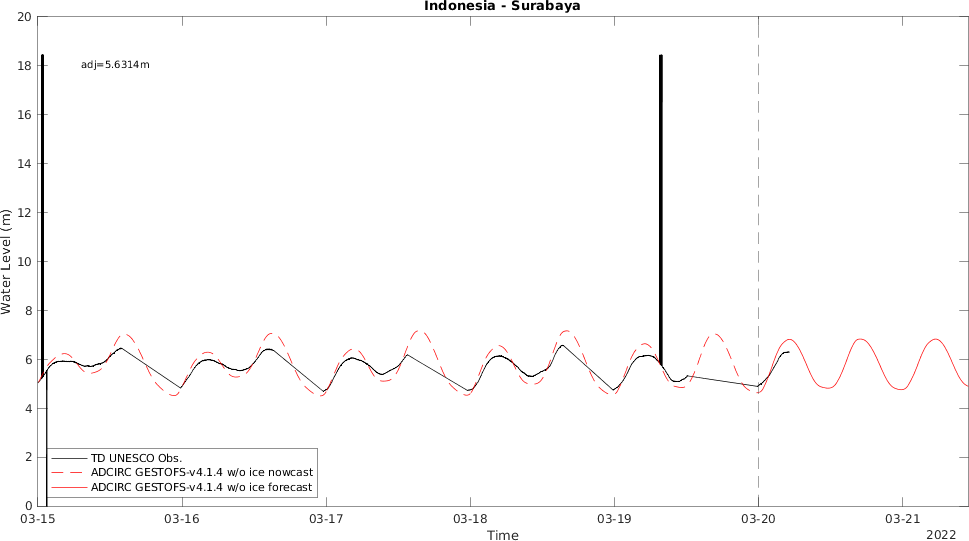 Indonesia - Surabaya
20
18
16
14
12
10
8
6
4
2
0
Water Level (m)
adj=5.6314m
TD UNESCO Obs.
ADCIRC GESTOFS-v4.1.4 w/o ice nowcast
ADCIRC GESTOFS-v4.1.4 w/o ice forecast
03-15 03-16 03-17 03-18 03-19 03-20 03-21
Time
2022